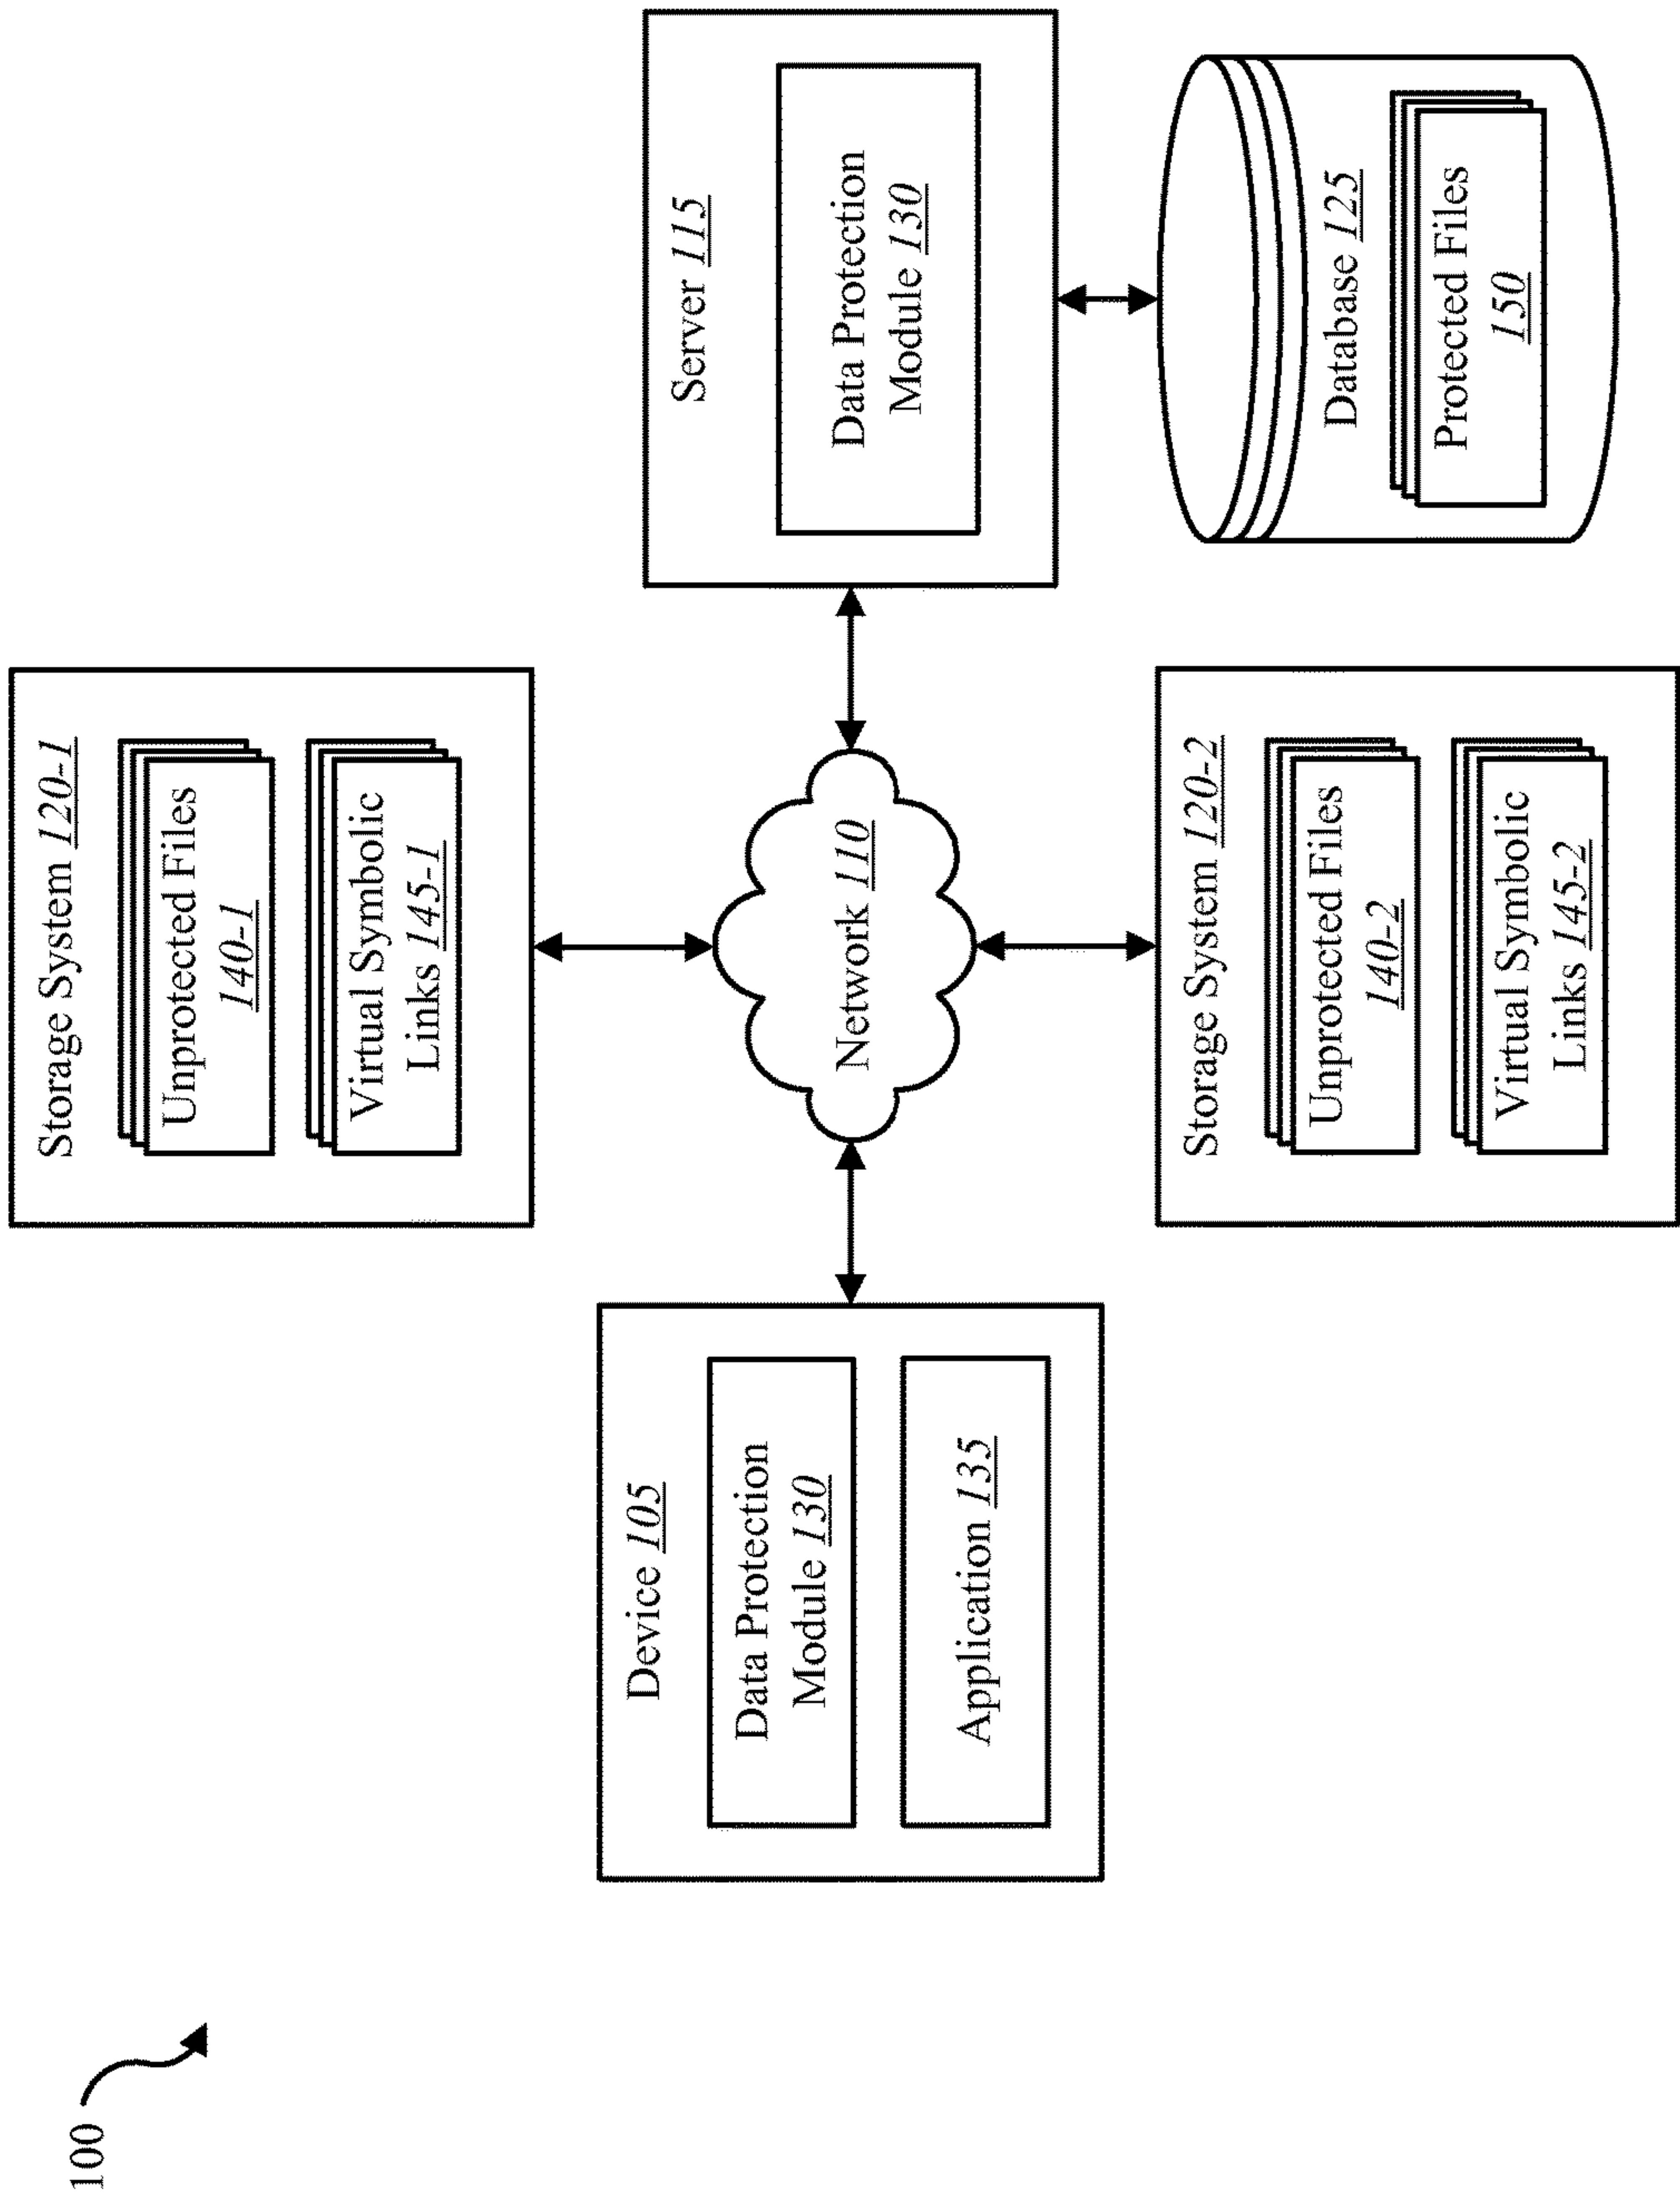 100
Storage System 120-1
Unprotected Files
140-1
Virtual Symbolic
Links 145-1
Device 105
Data Protection
Module 130
Application 135
Network 110
Server 115
Data Protection
Module 130
Storage System 120-2
Unprotected Files
140-2
Virtual Symbolic
Links 145-2
Database 125
Protected Files
150